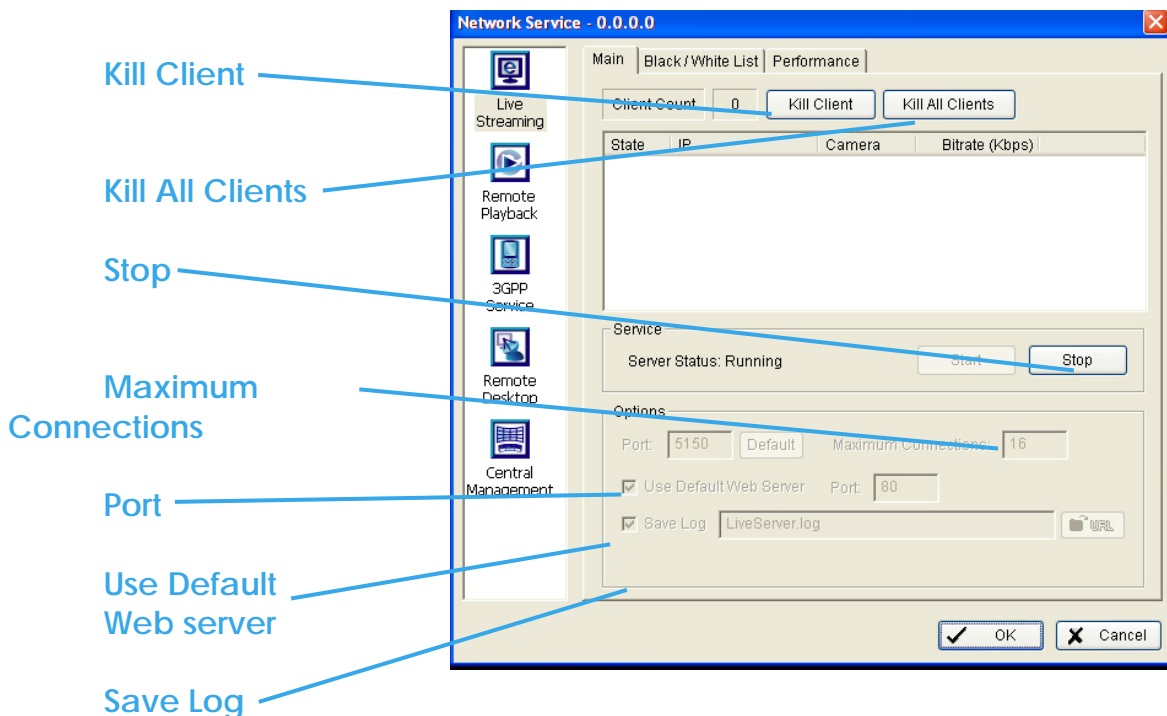 Network Service - 0.0.0.0
Kill Client
Kill All Clients
Stop
Maximum
Connections
Port
Use Default
Web server
Save Log
Live
Streaming
Remote
Playback
3GPP
Service
Remote
Desktop
Central
Management
Main Black / White List Performance
Client Count 0 Kill Client Kill All Clients
State IP Camera Bitrate (Kbps)
Service
Server Status: Running Start Stop
Options
Port: 5150 Default Maximum Connections: 16
Use Default Web Server Port: 80
Save Log LiveServer.log URL
OK Cancel